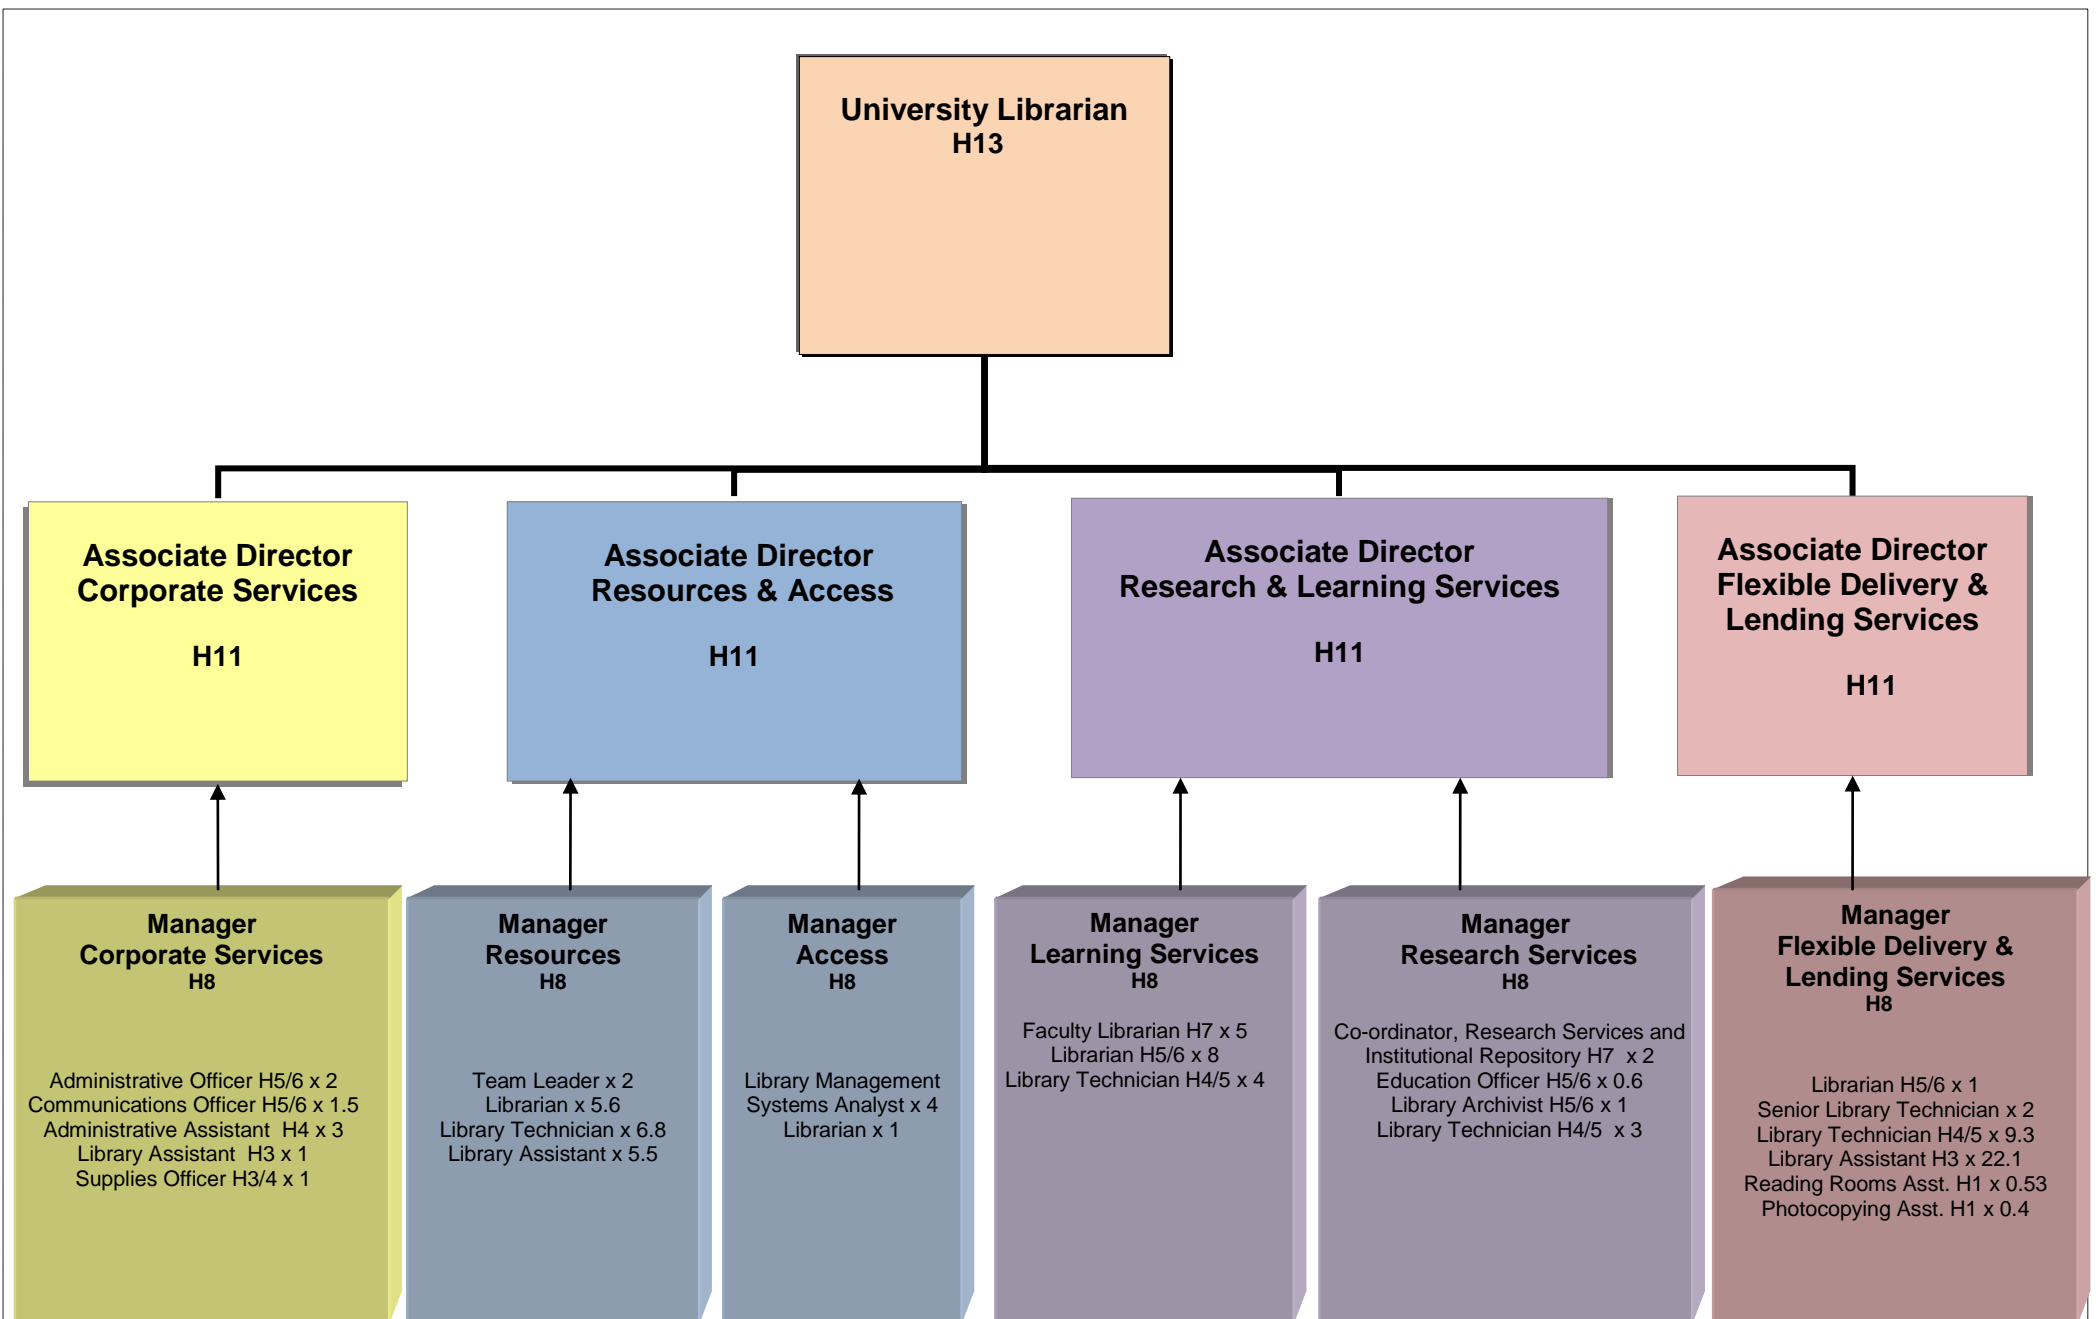 University Librarian
H13
Associate Director
Corporate Services
H11
Associate Director
Resources & Access
H11
Associate Director
Research & Learning Services
H11
Associate Director
Flexible Delivery &
Lending Services
H11
Manager
Corporate Services
H8
Administrative Officer H5/6 x 2
Communications Officer H5/6 x 1.5
Administrative Assistant  H4 x 3
Library Assistant  H3 x 1
Supplies Officer H3/4 x 1
Manager
Resources
H8
Team Leader x 2
Librarian x 5.6
Library Technician x 6.8
Library Assistant x 5.5
Manager
Access
H8
Library Management
Systems Analyst x 4
Librarian x 1
Manager
Learning Services
H8
Faculty Librarian H7 x 5
Librarian H5/6 x 8
Library Technician H4/5 x 4
Manager
Research Services
H8
Co-ordinator, Research Services and
Institutional Repository H7  x 2
Education Officer H5/6 x 0.6
Library Archivist H5/6 x 1
Library Technician H4/5  x 3
Manager
Flexible Delivery &
Lending Services
H8
Librarian H5/6 x 1
Senior Library Technician x 2
Library Technician H4/5 x 9.3
Library Assistant H3 x 22.1
Reading Rooms Asst. H1 x 0.53
Photocopying Asst. H1 x 0.4